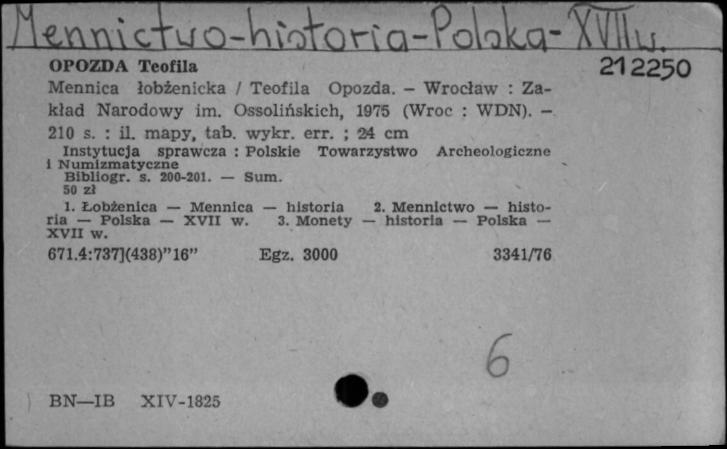 Mennictwo-historia-Polska-XVIIw.
212250
OPOZDA Teofila
Mennica łobżenicka / Teofila Opozda. — Wrocław : Za-
kład Narodowy im. Ossolińskich, 1975 (Wroc : WDN). —
210 s. : il. mapy, tab. wykr. err. ; 24 cm
Instytucja sprawcza : Polskie Towarzystwo Archeologiczne
i Numizmatyczne
Bibliogr. s. 200-201. — Sum.
50 zł
1. Łobżenica — Mennica — historia 2. Mennictwo — histo-
ria — Polska — XVII w. 3. Monety — historia — Polska —
XVII w.
671.4:737](438)"16" Egz. 3000 3341/76
6
BN—IB XIV-1825